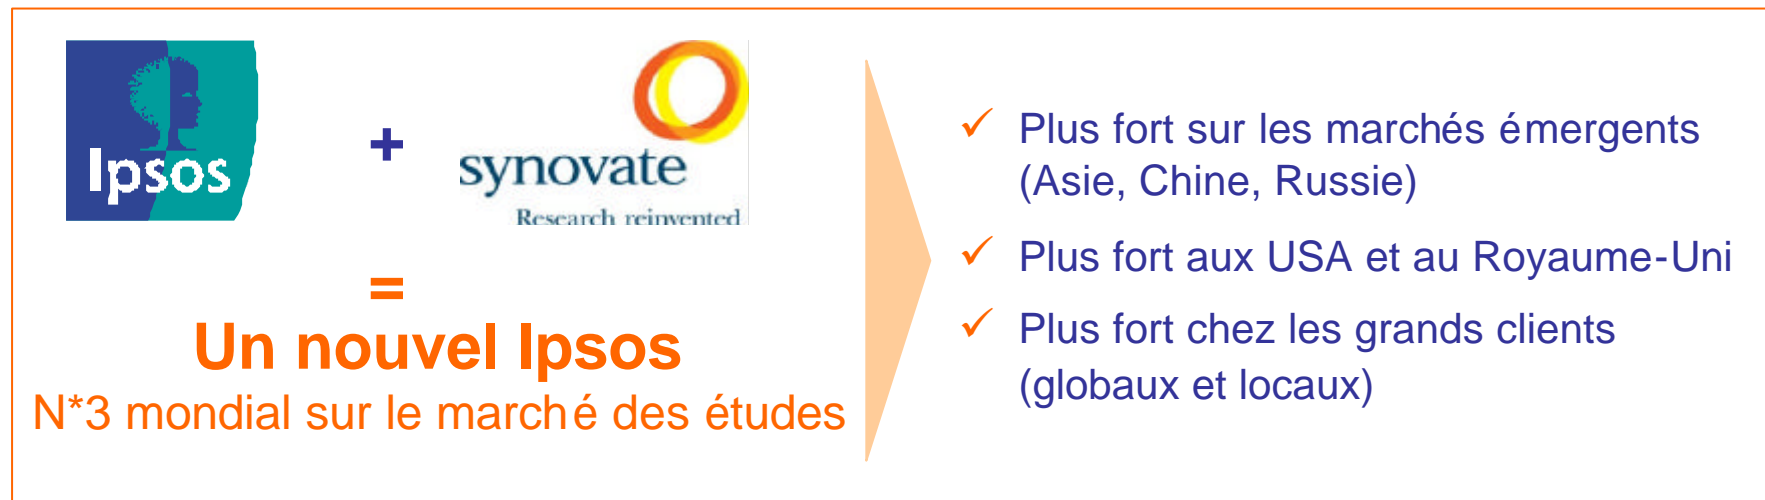 Ipsos
+
synovate
Research reinvented
=
Un nouvel Ipsos
N*3 mondial sur le marché des études
✓ Plus fort sur les marchés émergents
(Asie, Chine, Russie)
✓ Plus fort aux USA et au Royaume-Uni
✓ Plus fort chez les grands clients
(globaux et locaux)